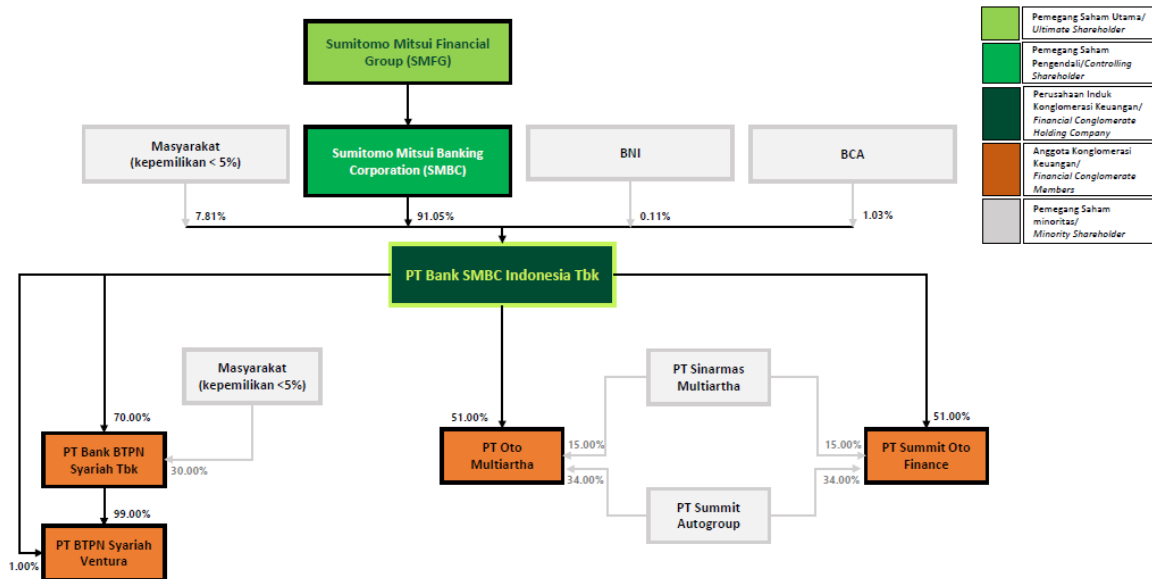 Sumitomo Mitsui Financial
Group (SMFG)
Pemegang Saham Utama/
Ultimate Shareholder
Pemegang Saham
Pengendali/Controlling
Shareholder
Perusahaan Induk
Konglomerasi Keuangan/
Financial Conglomerate
Holding Company
Anggota Konglomerasi
Keuangan/
Financial Conglomerate
Members
Pemegang Saham
minoritas/
Minority Shareholder
Masyarakat
(kepemilikan < 5%)
Sumitomo Mitsui Banking
Corporation (SMBC)
BNI
BCA
7.81%
91.05%
0.11%
1.03%
PT Bank SMBC Indonesia Tbk
Masyarakat
(kepemilikan <5%)
PT Sinarmas
Multiartha
70.00%
51.00%
51.00%
PT Bank BTPN
Syariah Tbk
30.00%
PT Oto
Multiartha
15.00%
34.00%
15.00%
34.00%
PT Summit Oto
Finance
PT Summit
Autogroup
99.00%
PT BTPN Syariah
Ventura
1.00%